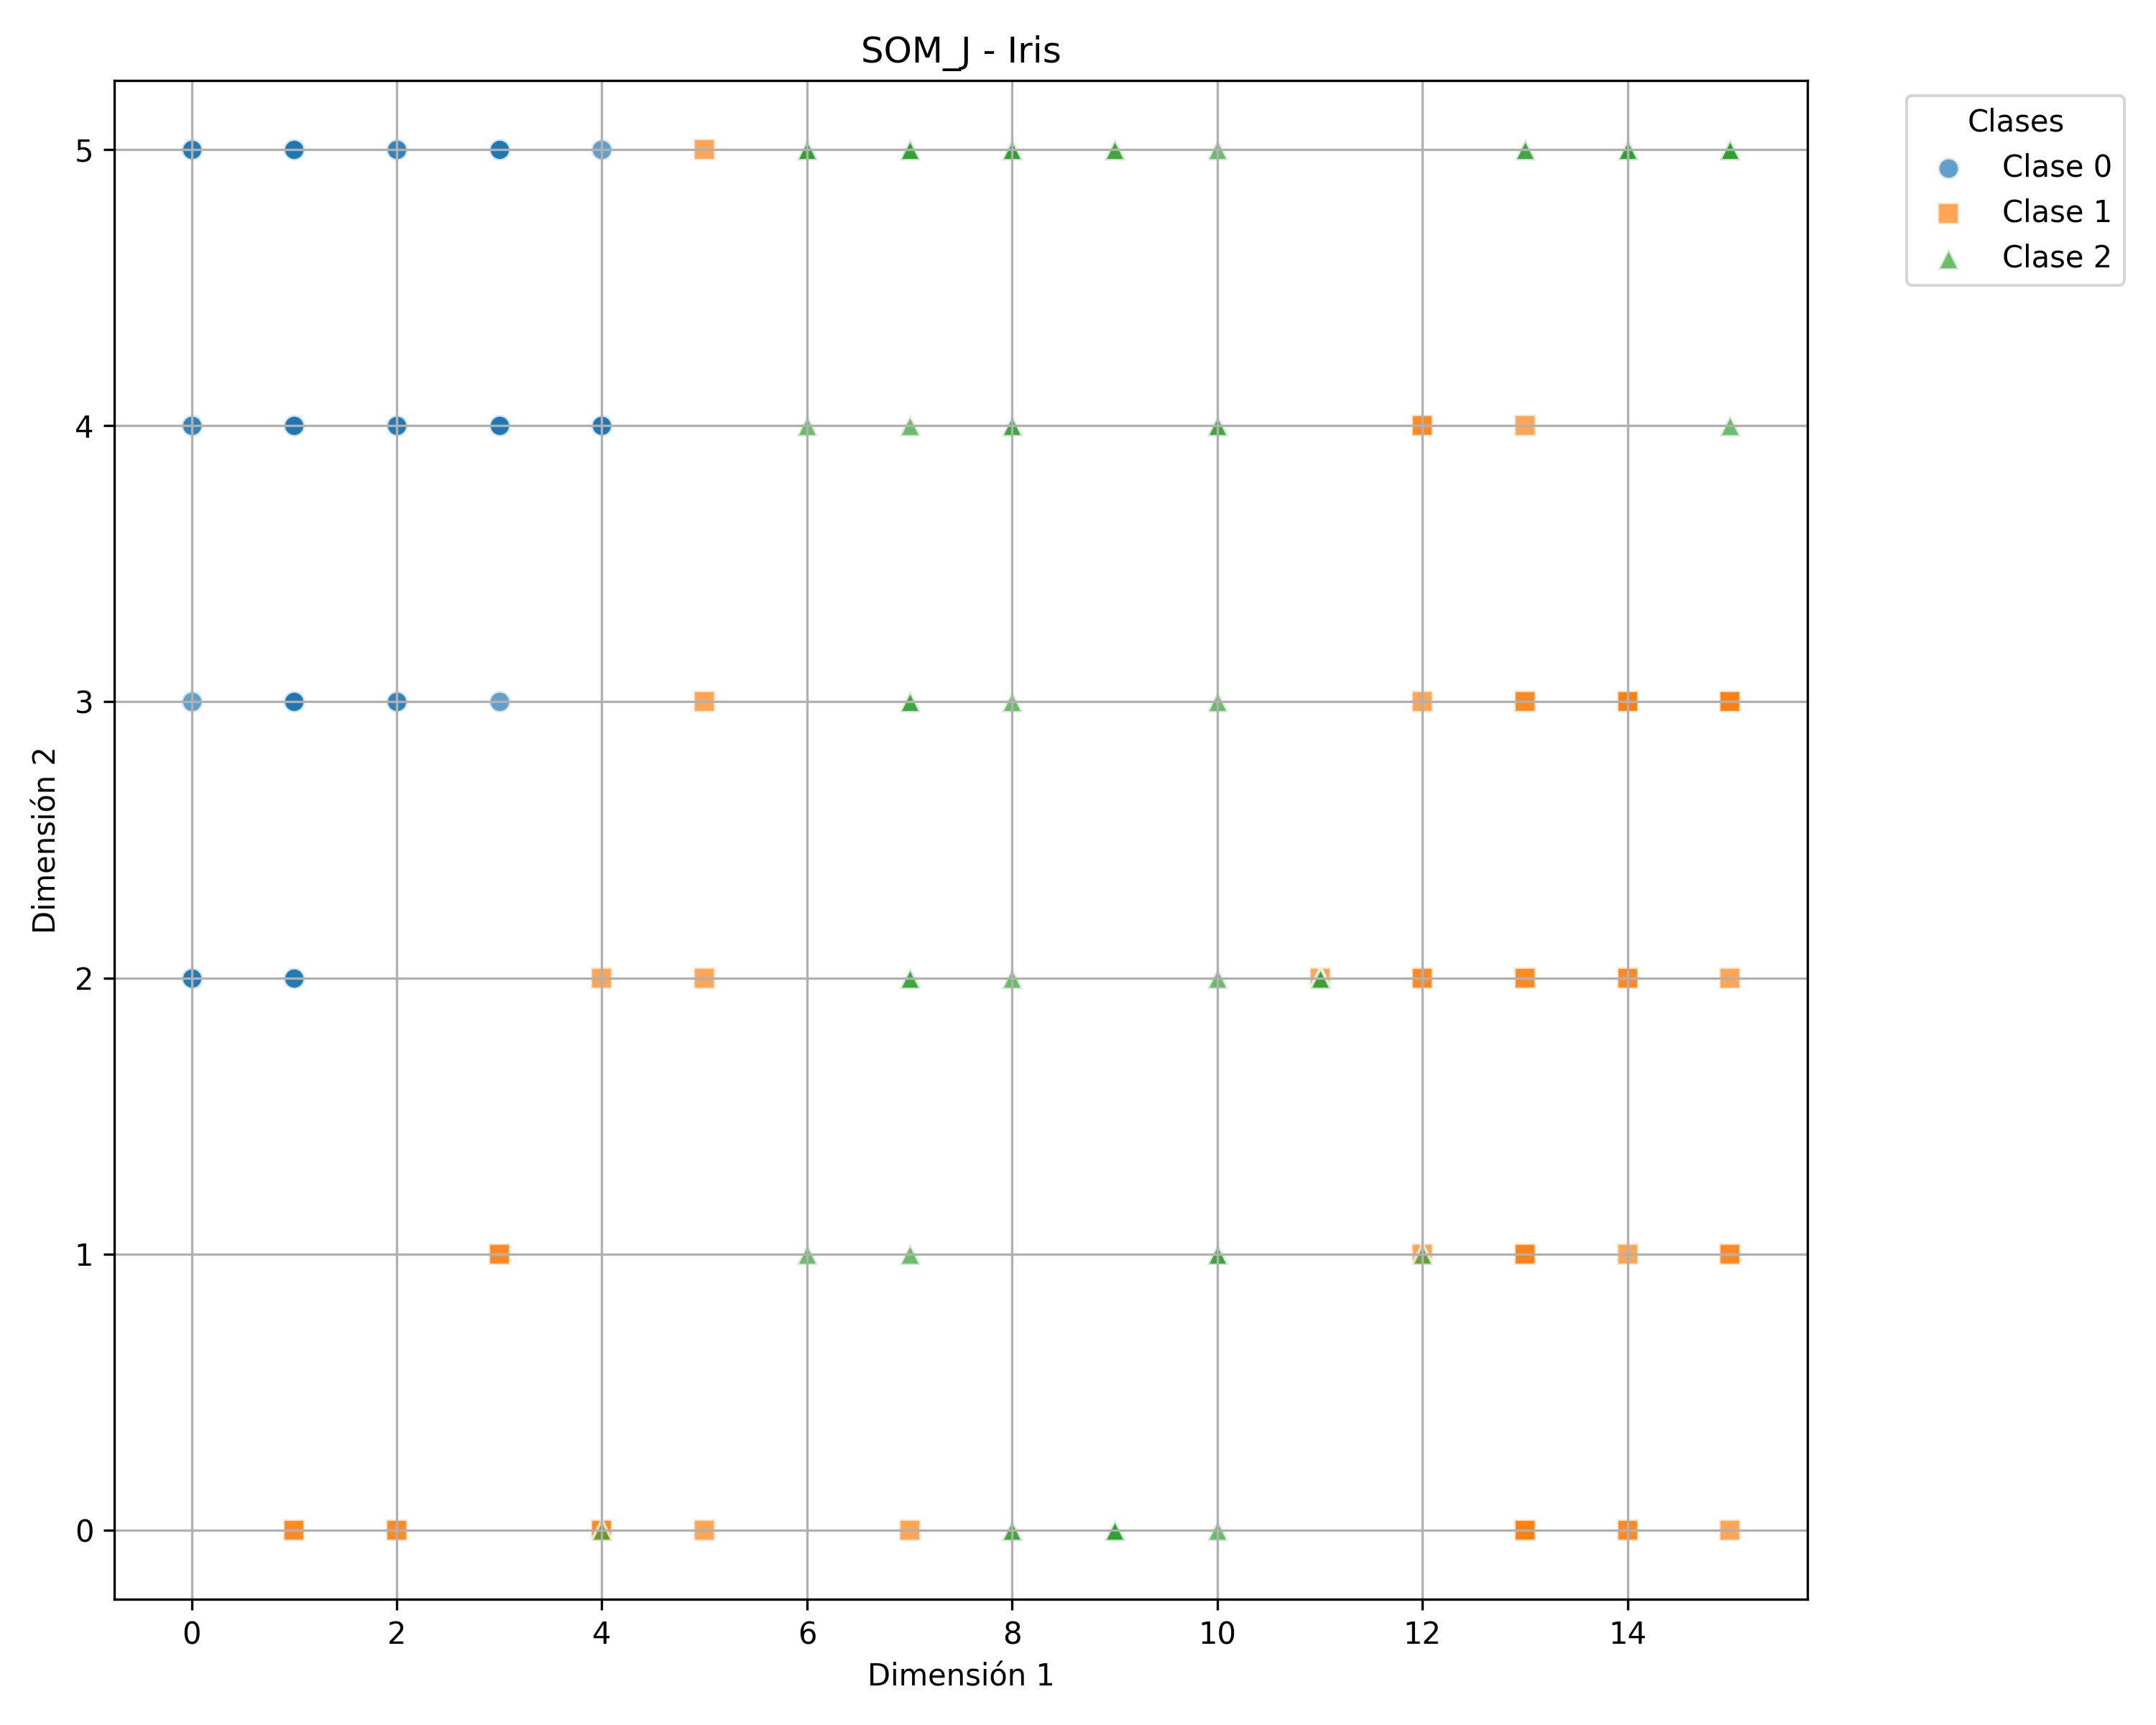 SOM_J - Iris
Clases
Clase 0
Clase 1
Clase 2
5
4
3
2
1
0
Dimensión 2
0 2 4 6 8 10 12 14
Dimensión 1